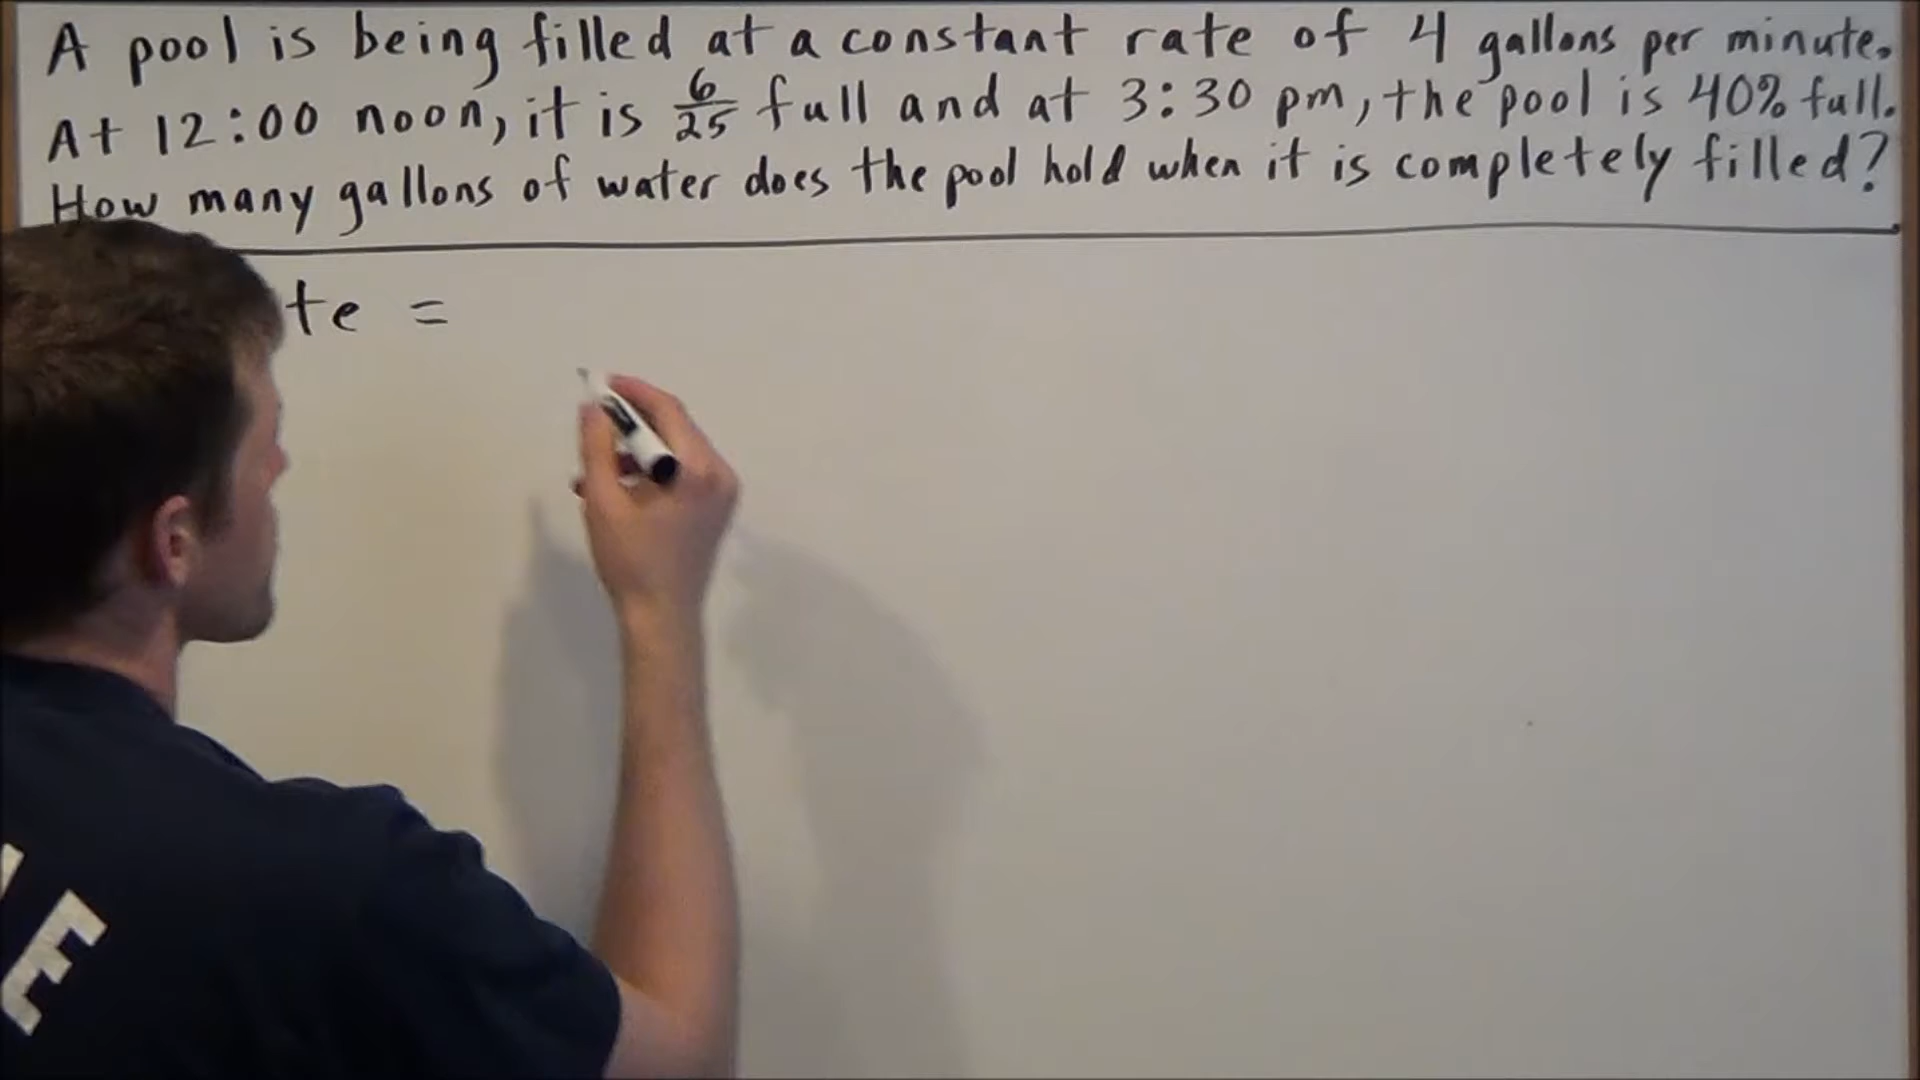 A pool is being filled at a constant rate of 4 gallons per minute.
At 12:00 noon, it is 6/25 full and at 3:30 pm, the pool is 40% full.
How many gallons of water does the pool hold when it is completely filled?
te =
E